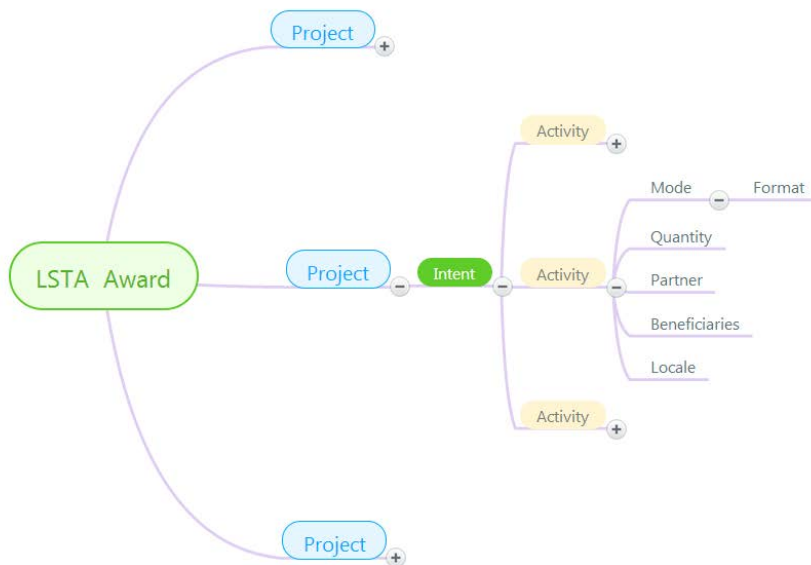 Project
Activity
Mode
Format
Quantity
LSTA Award
Project
Intent
Activity
Partner
Beneficiaries
Locale
Activity
Project